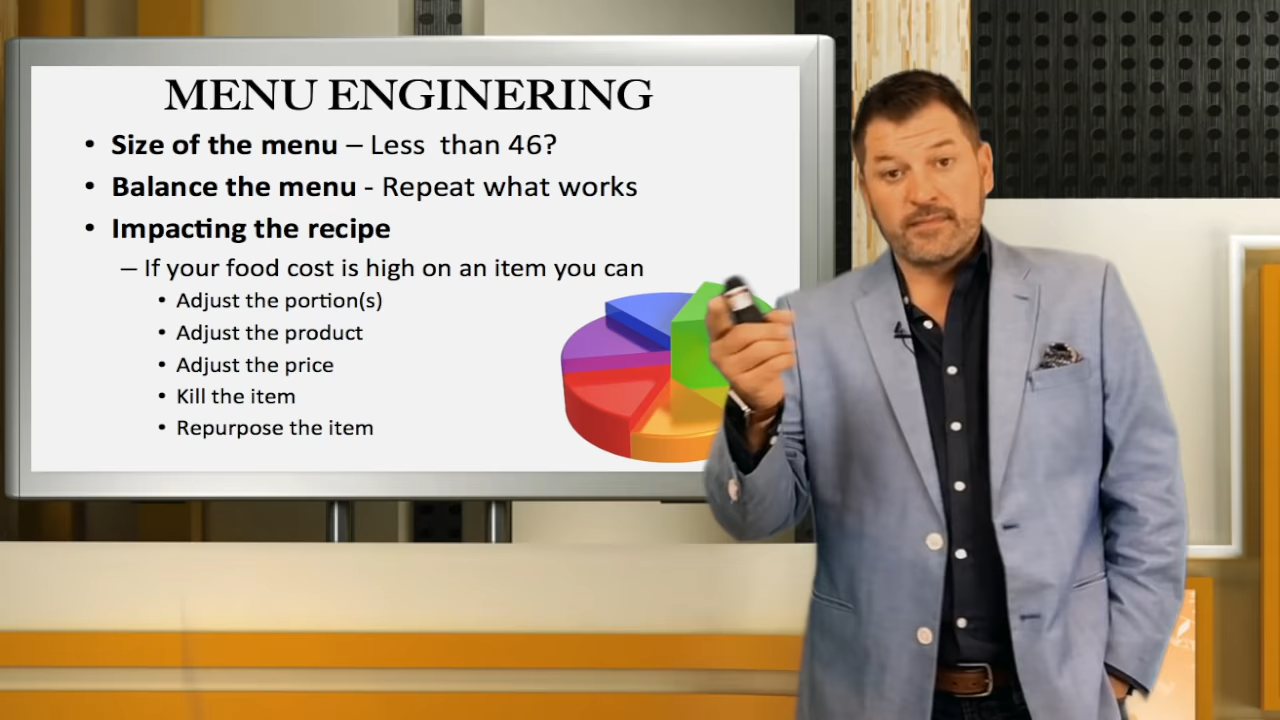 MENU ENGINERING
• Size of the menu – Less  than 46?
• Balance the menu - Repeat what works
• Impacting the recipe
– If your food cost is high on an item you can
• Adjust the portion(s)
• Adjust the product
• Adjust the price
• Kill the item
• Repurpose the item